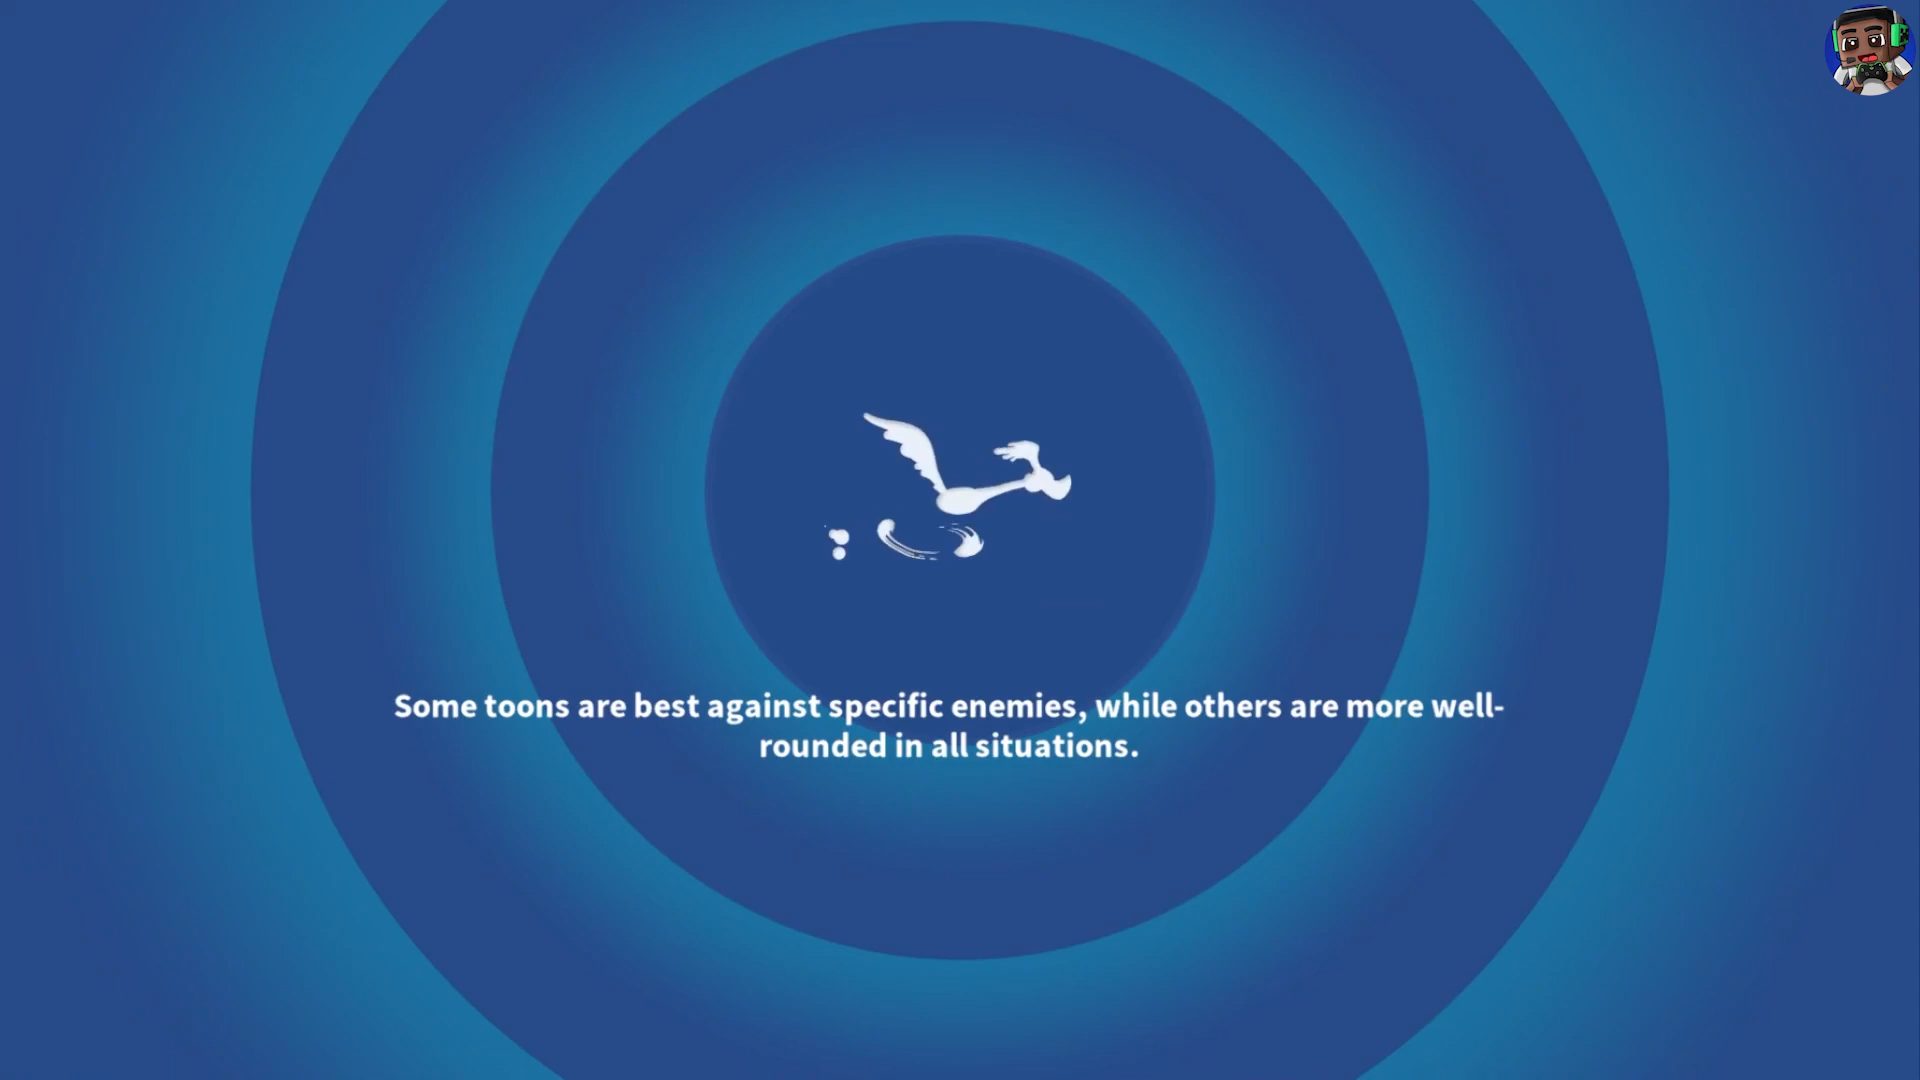 Some toons are best against specific enemies, while others are more well-
rounded in all situations.